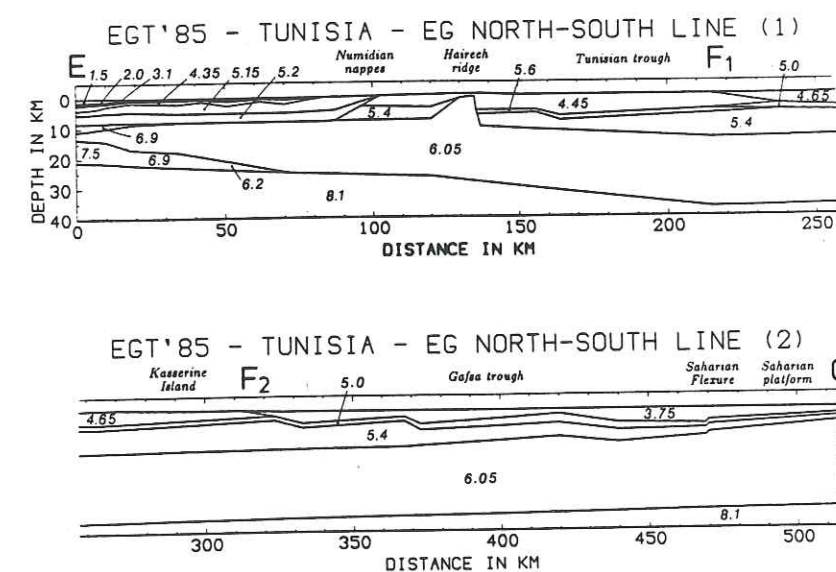 EGT'85 - TUNISIA - EG NORTH-SOUTH LINE (1)
E
Numidian nappes
Hairech ridge
Tunisian trough
F1
1.5 2.0 3.1 4.35 5.15 5.2 5.6 5.0
4.45 4.65
5.4 5.4
6.9 6.05
7.5 6.9
6.2 8.1
DEPTH IN KM
0
10
20
30
40
0 50 100 150 200 250
DISTANCE IN KM
EGT'85 - TUNISIA - EG NORTH-SOUTH LINE (2)
Kasserine Island
F2
5.0
Gafsa trough
Saharian Flexure
Saharian platform
4.65 3.75
5.4
6.05
8.1
300 350 400 450 500
DISTANCE IN KM